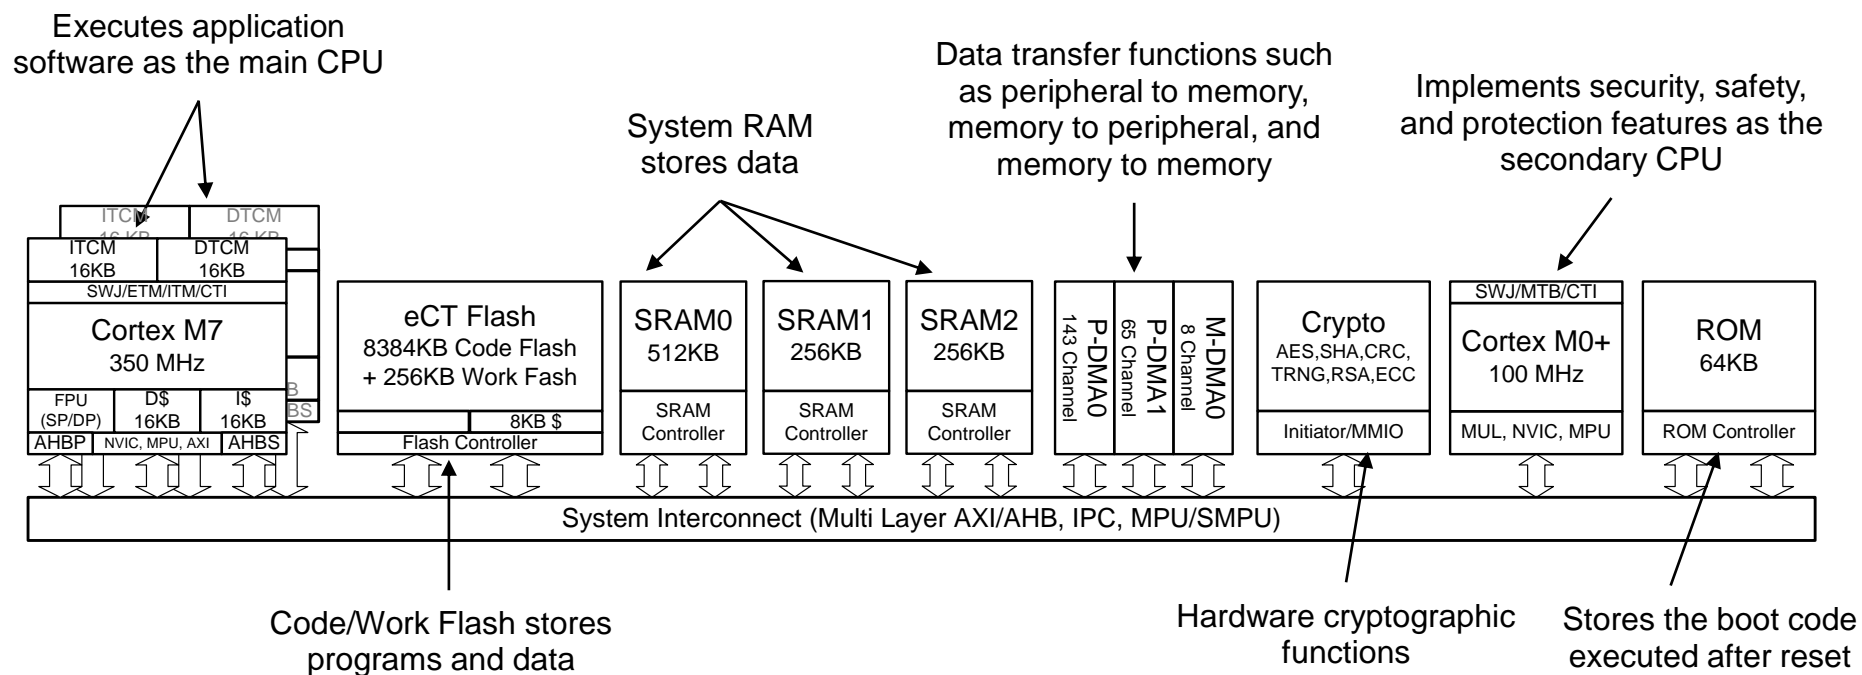 Executes application
software as the main CPU
System RAM
stores data
Data transfer functions such
as peripheral to memory,
memory to peripheral, and
memory to memory
Implements security, safety,
and protection features as the
secondary CPU
ITCM
16 KB
DTCM
16 KB
ITCM
16KB
DTCM
16KB
SWJ/ETM/ITM/CTI
Cortex M7
350 MHz
FPU
(SP/DP)
D$
16KB
I$
16KB
B
BS
AHBP
NVIC, MPU, AXI
AHBS
eCT Flash
8384KB Code Flash
+ 256KB Work Fash
8KB $
Flash Controller
SRAM0
512KB
SRAM
Controller
SRAM1
256KB
SRAM
Controller
SRAM2
256KB
SRAM
Controller
P-DMA0
143 Channel
P-DMA1
65 Channel
M-DMA0
8 Channel
Crypto
AES,SHA,CRC,
TRNG,RSA,ECC
Initiator/MMIO
SWJ/MTB/CTI
Cortex M0+
100 MHz
MUL, NVIC, MPU
ROM
64KB
ROM Controller
System Interconnect (Multi Layer AXI/AHB, IPC, MPU/SMPU)
Code/Work Flash stores
programs and data
Hardware cryptographic
functions
Stores the boot code
executed after reset